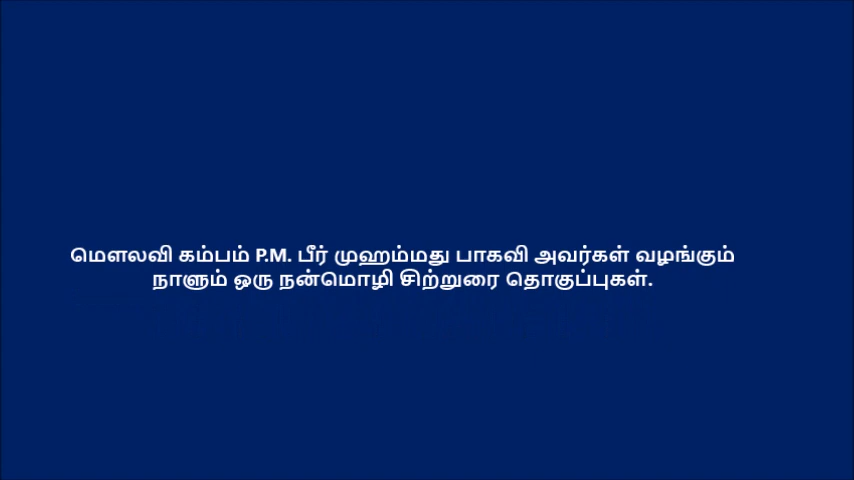 மௌலவி கம்பம் P.M. பீர் முஹம்மது பாகவி அவர்கள் வழங்கும்
நாளும் ஒரு நன்மொழி சிற்றுரை தொகுப்புகள்.